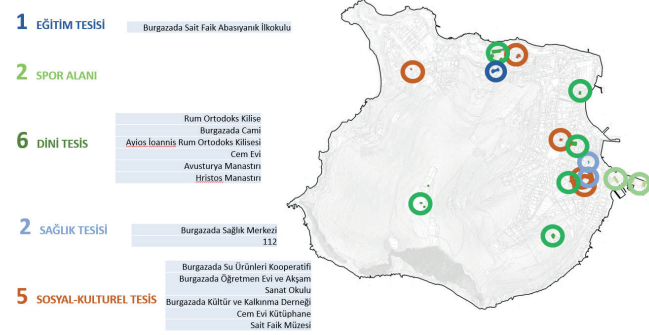 1 EĞİTİM TESİSİ
Burgazada Sait Faik Abasıyanık İlkokulu
2 SPOR ALANI
6 DİNİ TESİS
Rum Ortodoks Kilise
Burgazada Cami
Ayios İoannis Rum Ortodoks Kilisesi
Cem Evi
Avusturya Manastırı
Hristos Manastırı
2 SAĞLIK TESİSİ
Burgazada Sağlık Merkezi
112
5 SOSYAL-KULTUREL TESİS
Burgazada Su Ürünleri Kooperatifi
Burgazada Öğretmen Evi ve Akşam
Sanat Okulu
Burgazada Kültür ve Kalkınma Derneği
Cem Evi Kütüphane
Sait Faik Müzesi